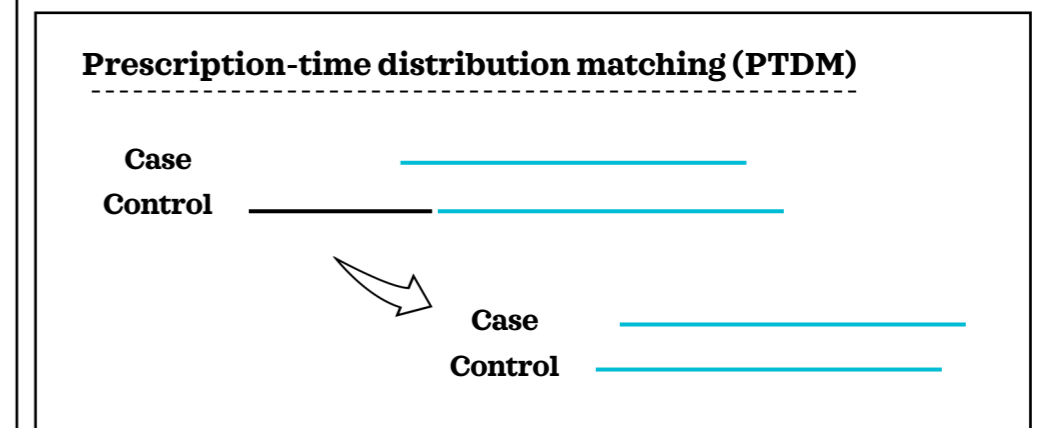 Prescription-time distribution matching (PTDM)
Case
Control
Case
Control